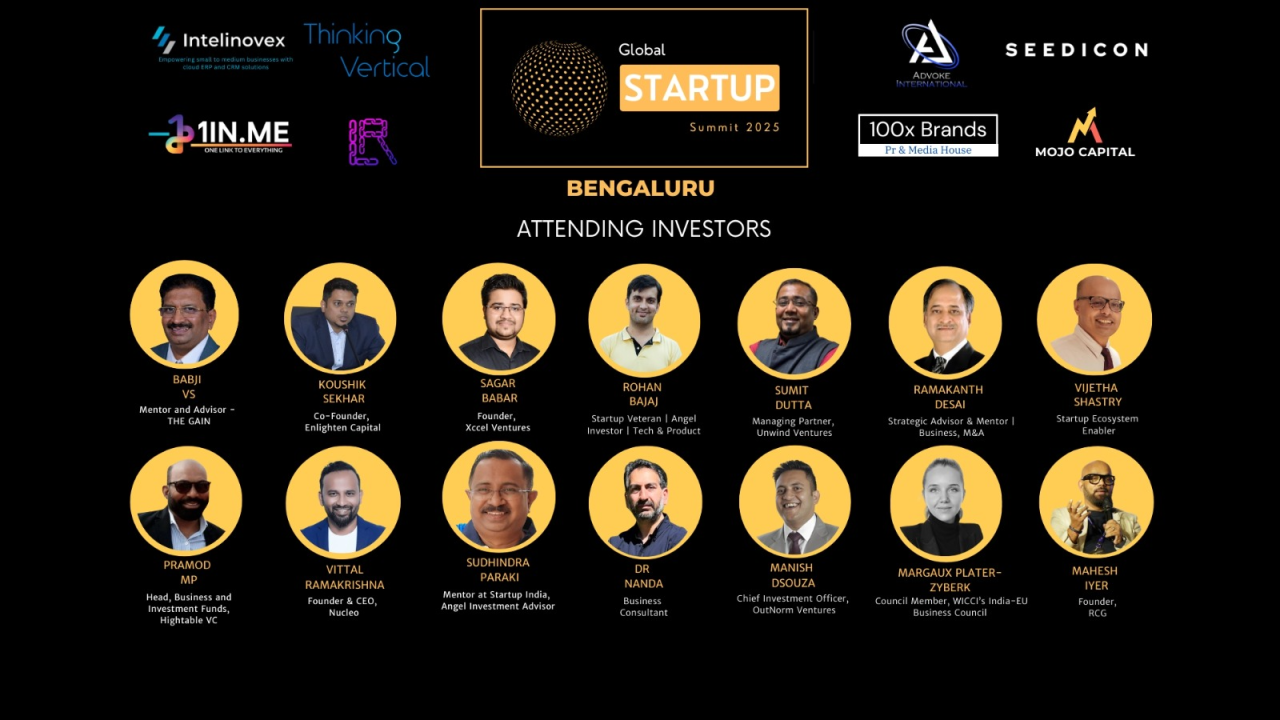 Intelinovex
Empowering small to medium businesses with
cloud ERP and CRM solutions
Thinking
Vertical
1IN.ME
ONE LINK TO EVERYTHING
LR
Global
STARTUP
Summit 2025
ADVOKE
INTERNATIONAL
SEEDICON
100x Brands
Pr & Media House
MOJO CAPITAL
BENGALURU
ATTENDING INVESTORS
BABJI
VS
Mentor and Advisor -
THE GAIN
KOUSHIK
SEKHAR
Co-Founder,
Enlighten Capital
SAGAR
BABAR
Founder,
Xccel Ventures
ROHAN
BAJAJ
Startup Veteran | Angel
Investor | Tech & Product
SUMIT
DUTTA
Managing Partner,
Unwind Ventures
RAMAKANTH
DESAI
Strategic Advisor & Mentor |
Business, M&A
VIJETHA
SHASTRY
Startup Ecosystem
Enabler
PRAMOD
MP
Head, Business and
Investment Funds,
Hightable VC
VITTAL
RAMAKRISHNA
Founder & CEO,
Nucleo
SUDHINDRA
PARAKI
Mentor at Startup India,
Angel Investment Advisor
DR
NANDA
Business
Consultant
MANISH
DSOUZA
Chief Investment Officer,
OutNorm Ventures
MARGAUX PLATER-
ZYBERK
Council Member, WICCI's India-EU
Business Council
MAHESH
IYER
Founder,
RCG